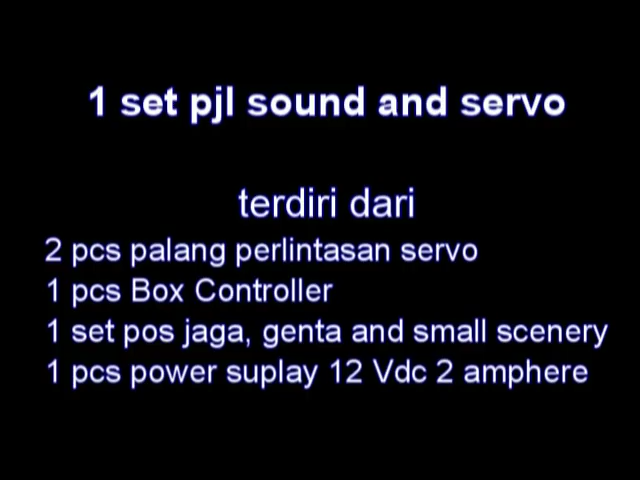 1 set pjl sound and servo
terdiri dari
2 pcs palang perlintasan servo
1 pcs Box Controller
1 set pos jaga, genta and small scenery
1 pcs power suplay 12 Vdc 2 amphere